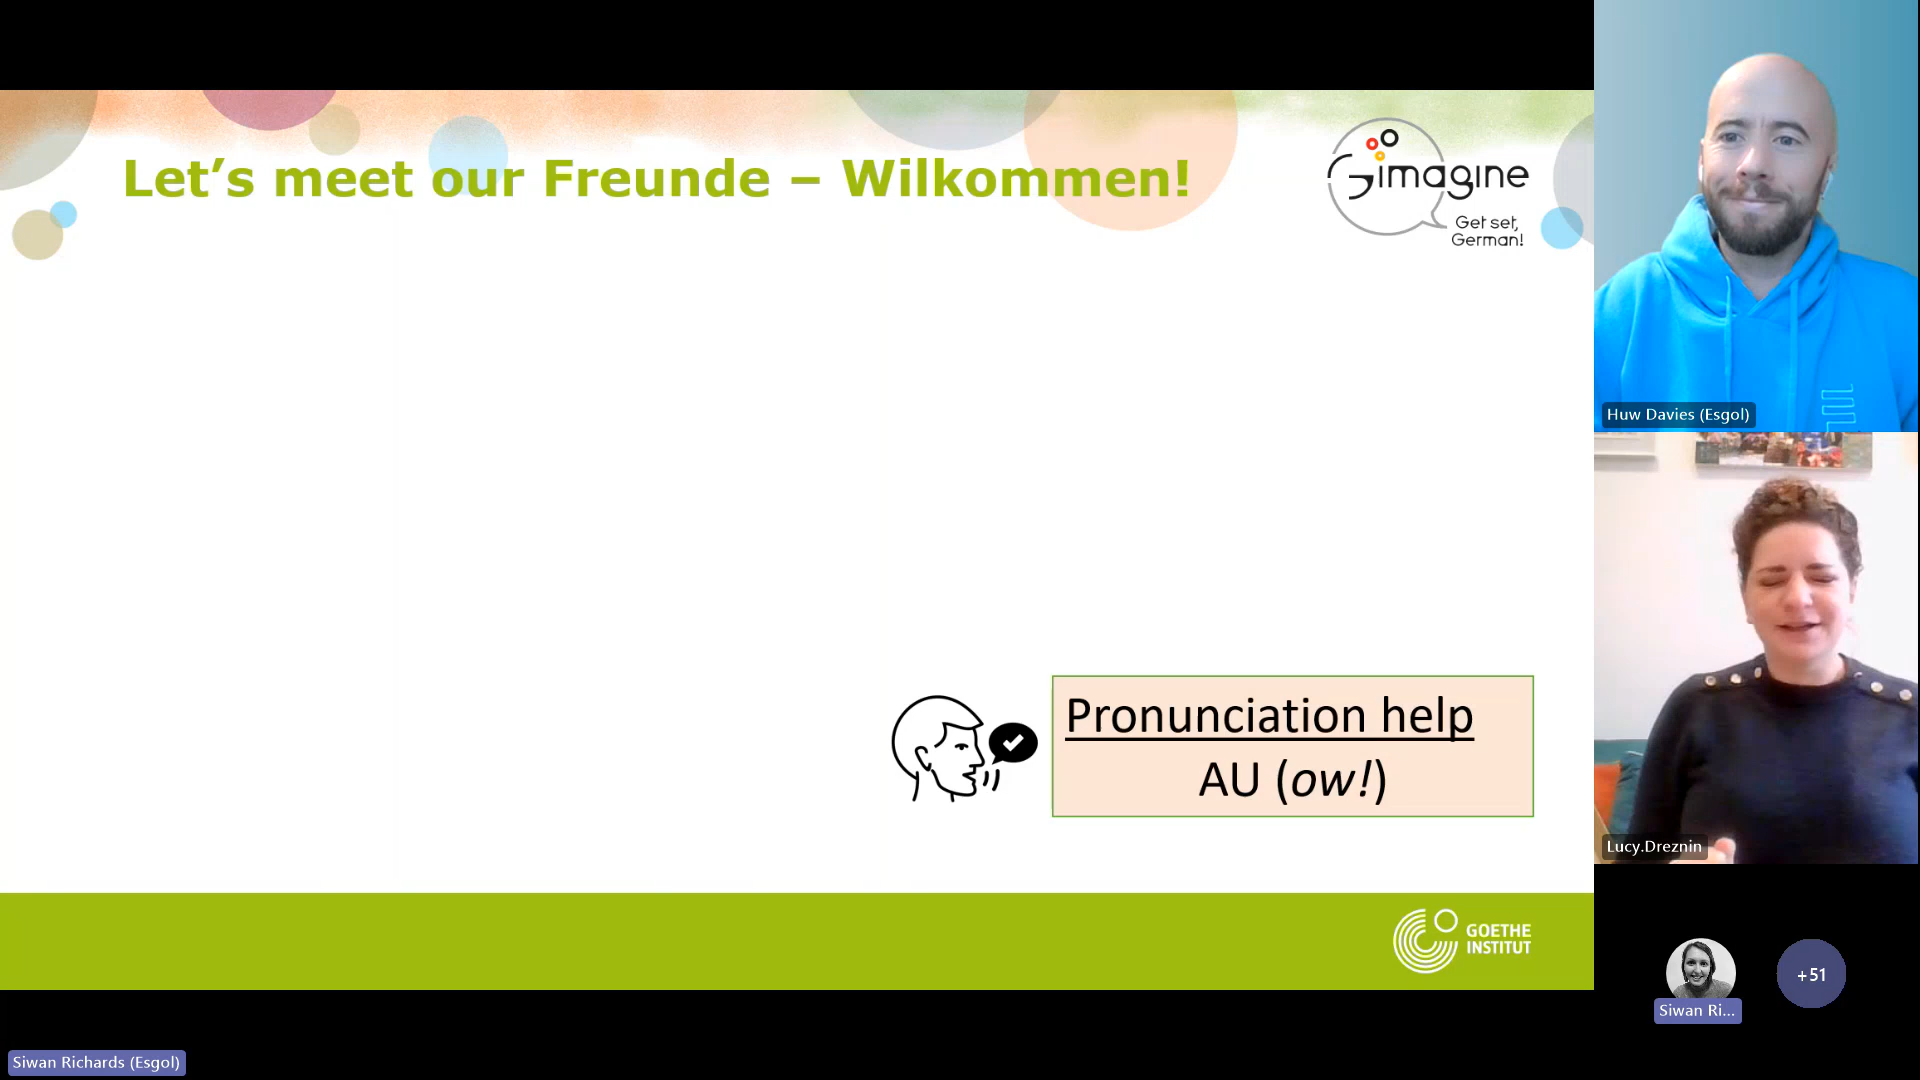 Let's meet our Freunde – Wilkommen!
Gimagine
Get set,
German!
Pronunciation help
AU (ow!)
GOETHE
INSTITUT
Huw Davies (Esgol)
Lucy.Dreznin
Siwan Ri...
+51
Siwan Richards (Esgol)